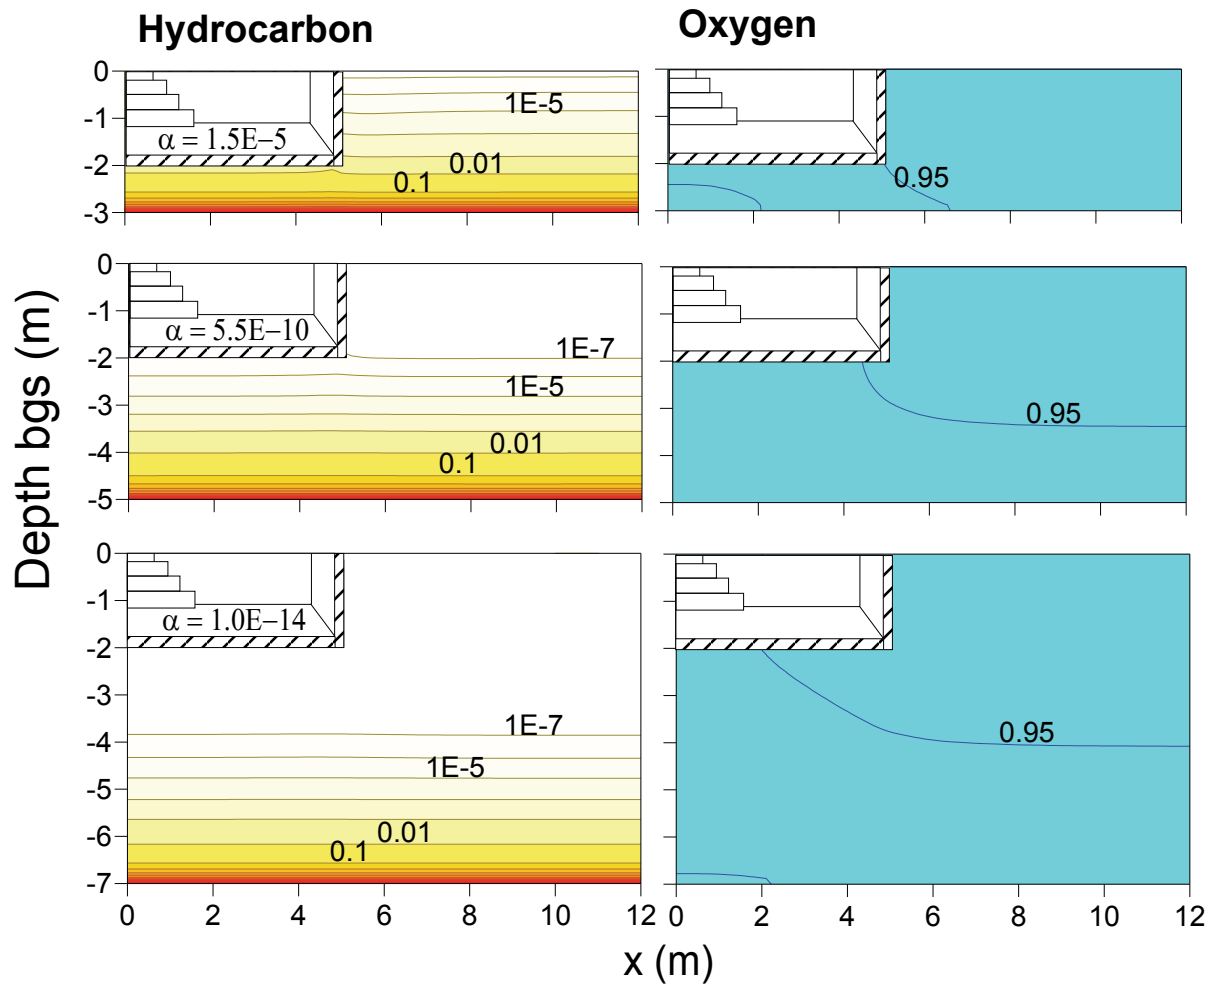 Hydrocarbon
Oxygen
Depth bgs (m)
0
-1
-2
-3
α = 1.5E−5
1E-5
0.01
0.1
0.95
0
-1
-2
-3
-4
-5
α = 5.5E−10
1E-7
1E-5
0.01
0.1
0.95
0
-1
-2
-3
-4
-5
-6
-7
α = 1.0E−14
1E-7
1E-5
0.01
0.1
0.95
0 2 4 6 8 10 12
0 2 4 6 8 10 12
x (m)